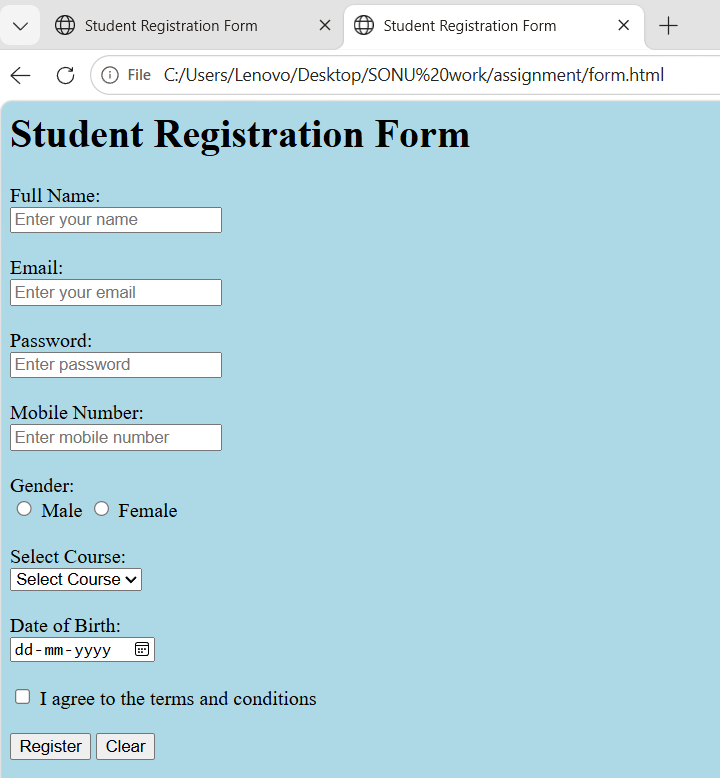 Student Registration Form
Student Registration Form
File C:/Users/Lenovo/Desktop/SONU%20work/assignment/form.html
Student Registration Form
Full Name:
Enter your name
Email:
Enter your email
Password:
Enter password
Mobile Number:
Enter mobile number
Gender:
Male Female
Select Course:
Select Course
Date of Birth:
dd-mm-yyyy
I agree to the terms and conditions
Register Clear